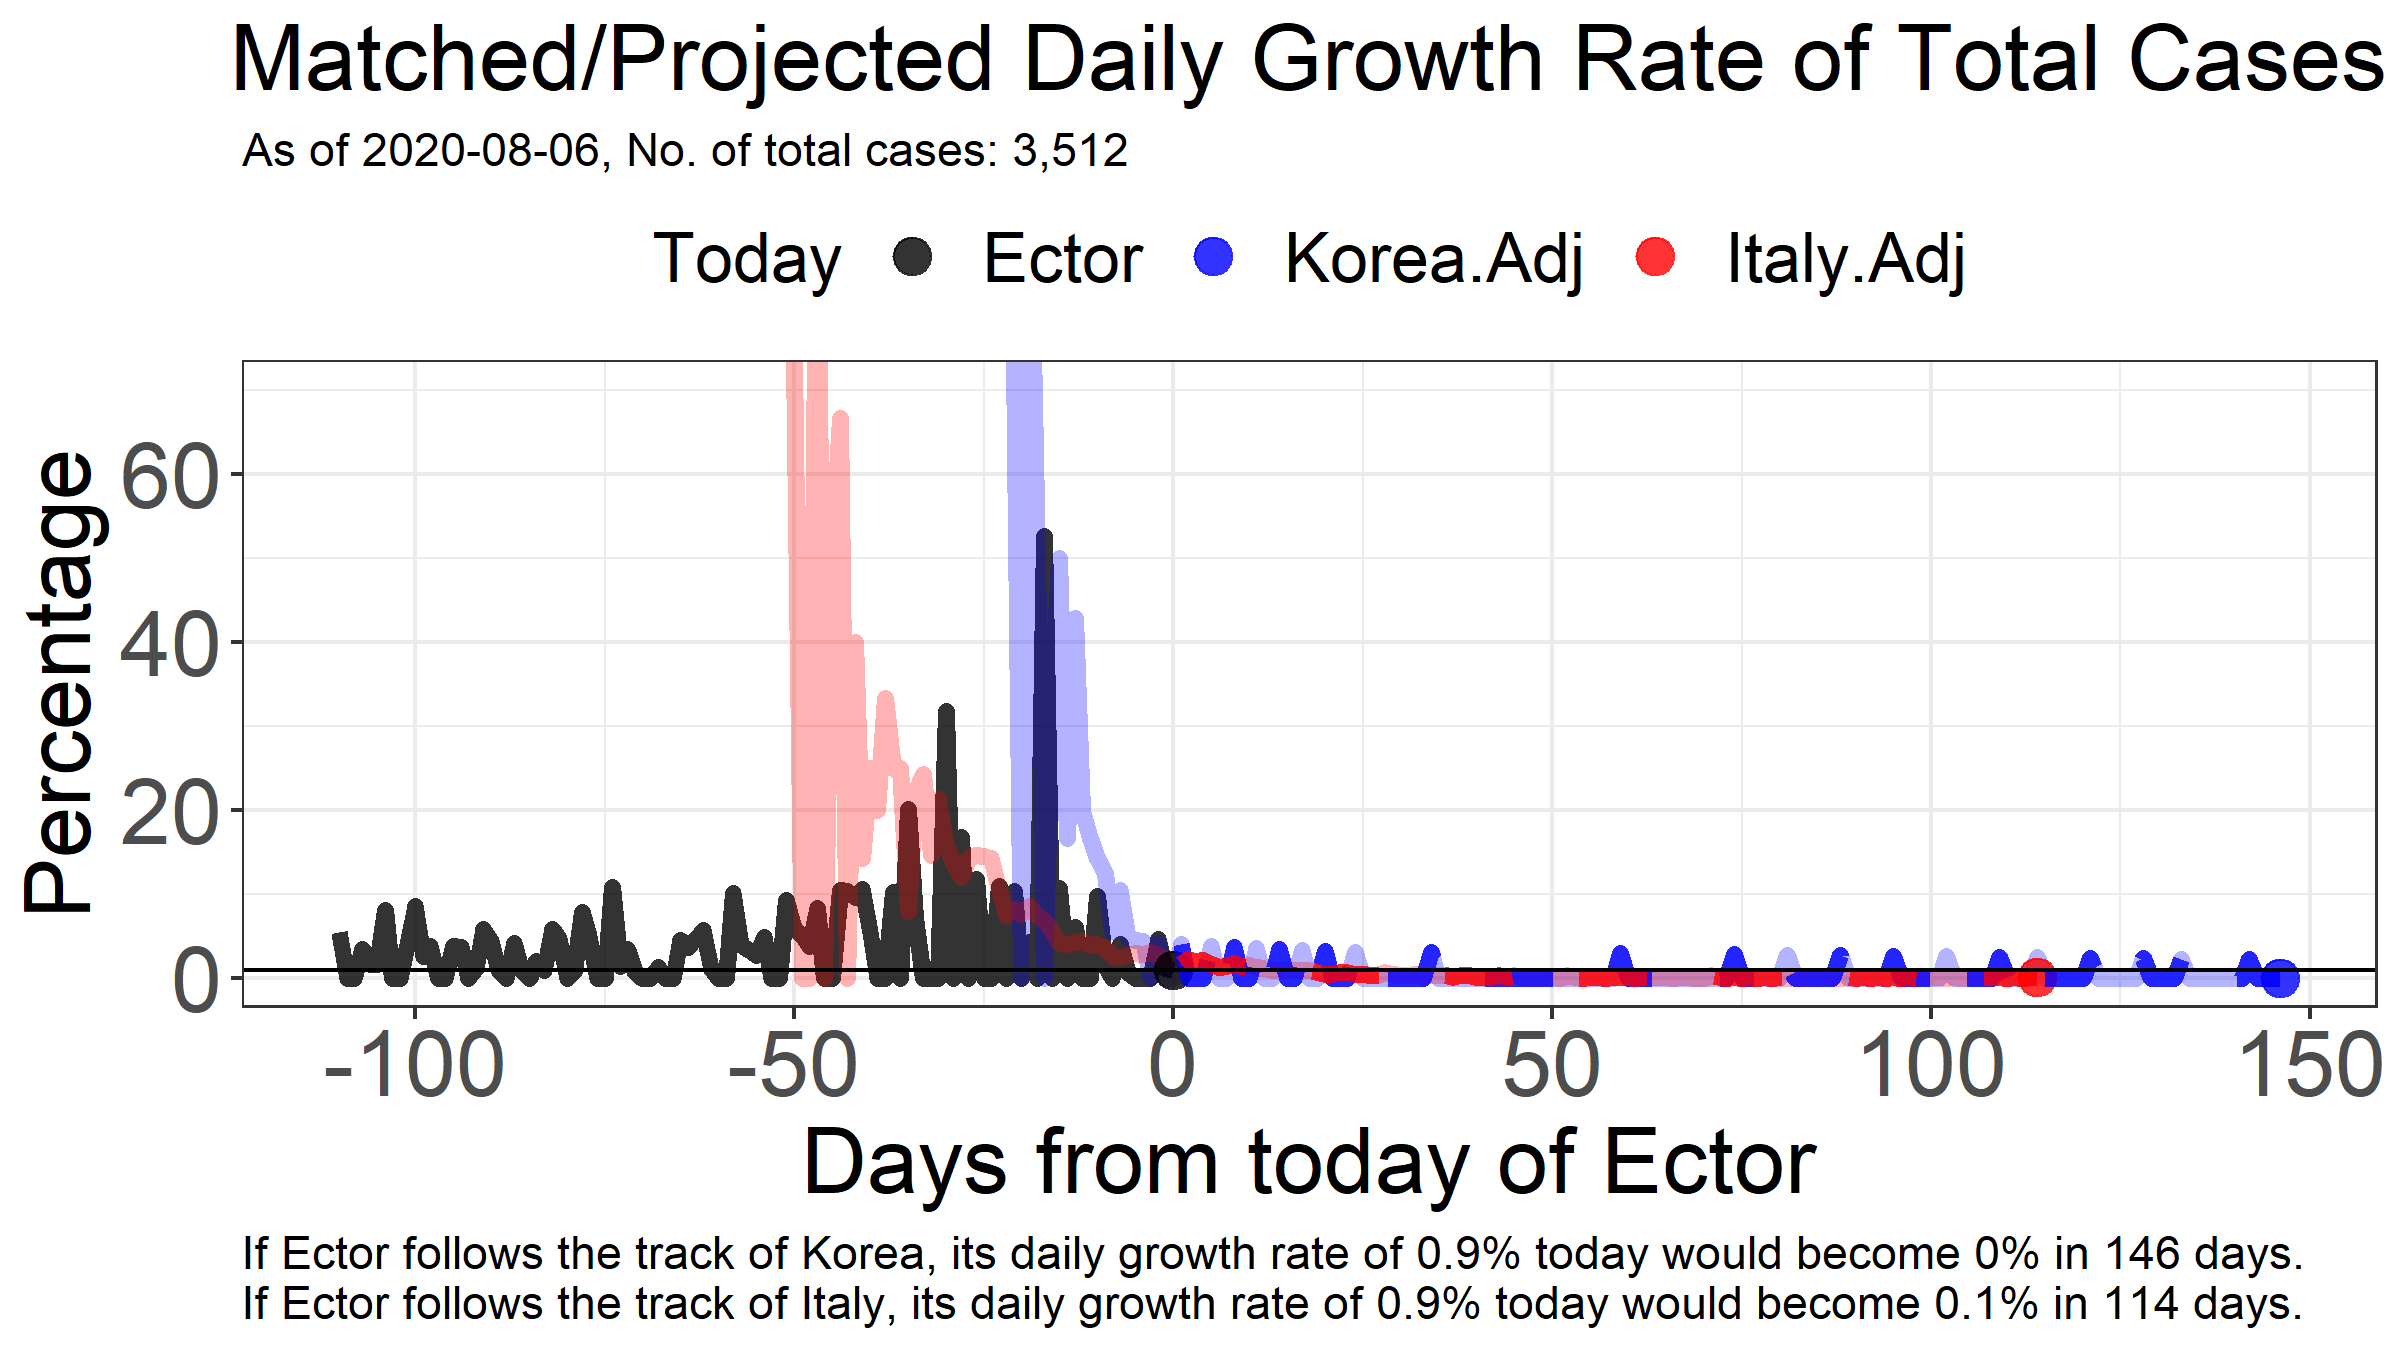 Matched/Projected Daily Growth Rate of Total Cases
As of 2020-08-06, No. of total cases: 3,512
Today Ector Korea.Adj Italy.Adj
Percentage
60
40
20
0
-100 -50 0 50 100 150
Days from today of Ector
If Ector follows the track of Korea, its daily growth rate of 0.9% today would become 0% in 146 days.
If Ector follows the track of Italy, its daily growth rate of 0.9% today would become 0.1% in 114 days.